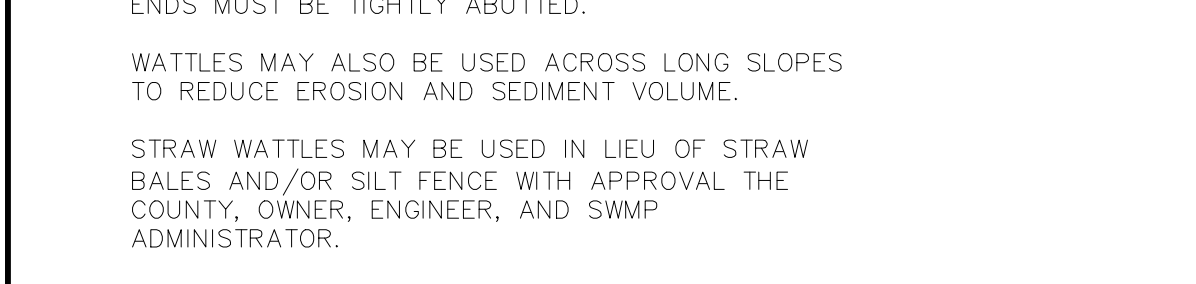 ENDS MUST BE TIGHTLY ABUTTED.
WATTLES MAY ALSO BE USED ACROSS LONG SLOPES
TO REDUCE EROSION AND SEDIMENT VOLUME.
STRAW WATTLES MAY BE USED IN LIEU OF STRAW
BALES AND/OR SILT FENCE WITH APPROVAL THE
COUNTY, OWNER, ENGINEER, AND SWMP
ADMINISTRATOR.